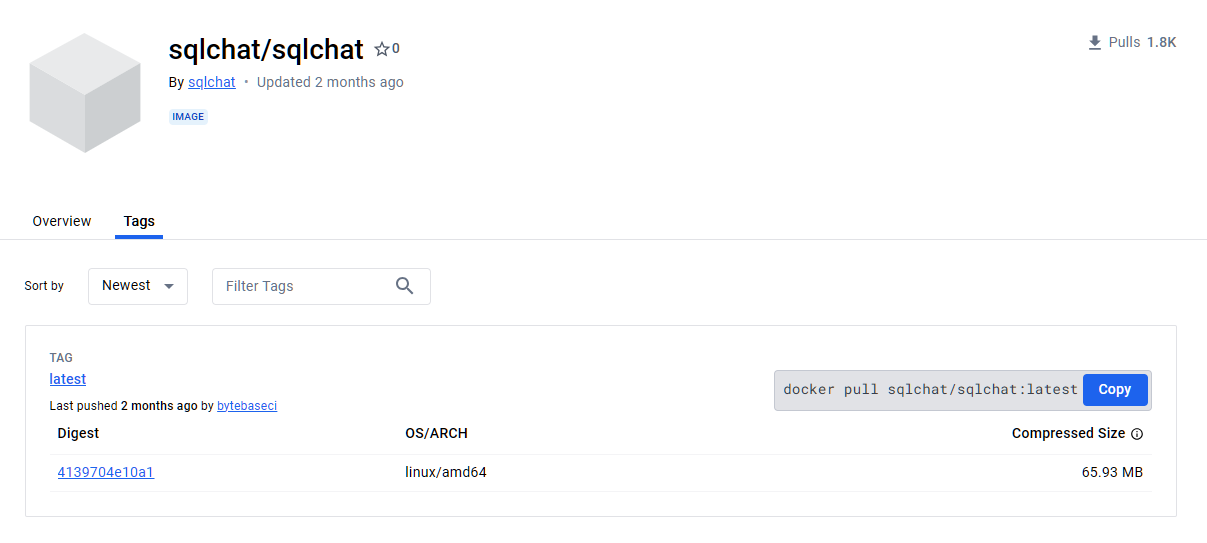 sqlchat/sqlchat 0
Pulls 1.8K
By sqlchat • Updated 2 months ago
IMAGE
Overview Tags
Sort by Newest Filter Tags
TAG
latest
docker pull sqlchat/sqlchat:latest Copy
Last pushed 2 months ago by bytebaseci
Digest OS/ARCH Compressed Size
4139704e10a1 linux/amd64 65.93 MB